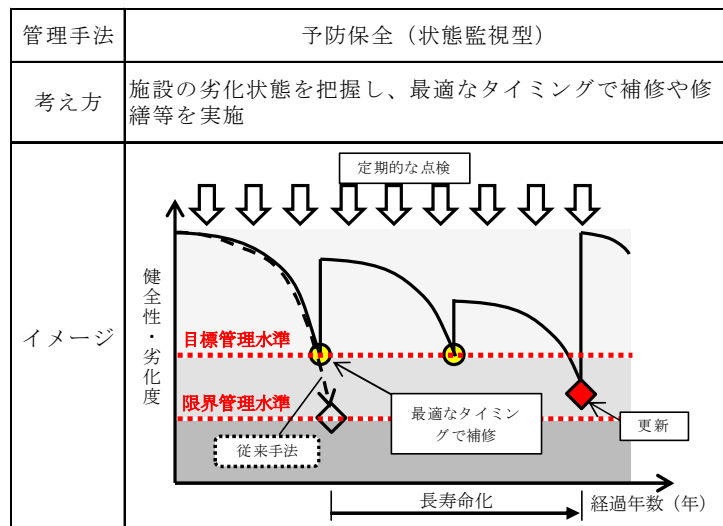 管理手法
予防保全（状態監視型）
考え方
施設の劣化状態を把握し、最適なタイミングで補修や修
繕等を実施
イメージ
定期的な点検
健全性・劣化度
目標管理水準
限界管理水準
従来手法
最適なタイミン
グで補修
更新
長寿命化
経過年数（年）